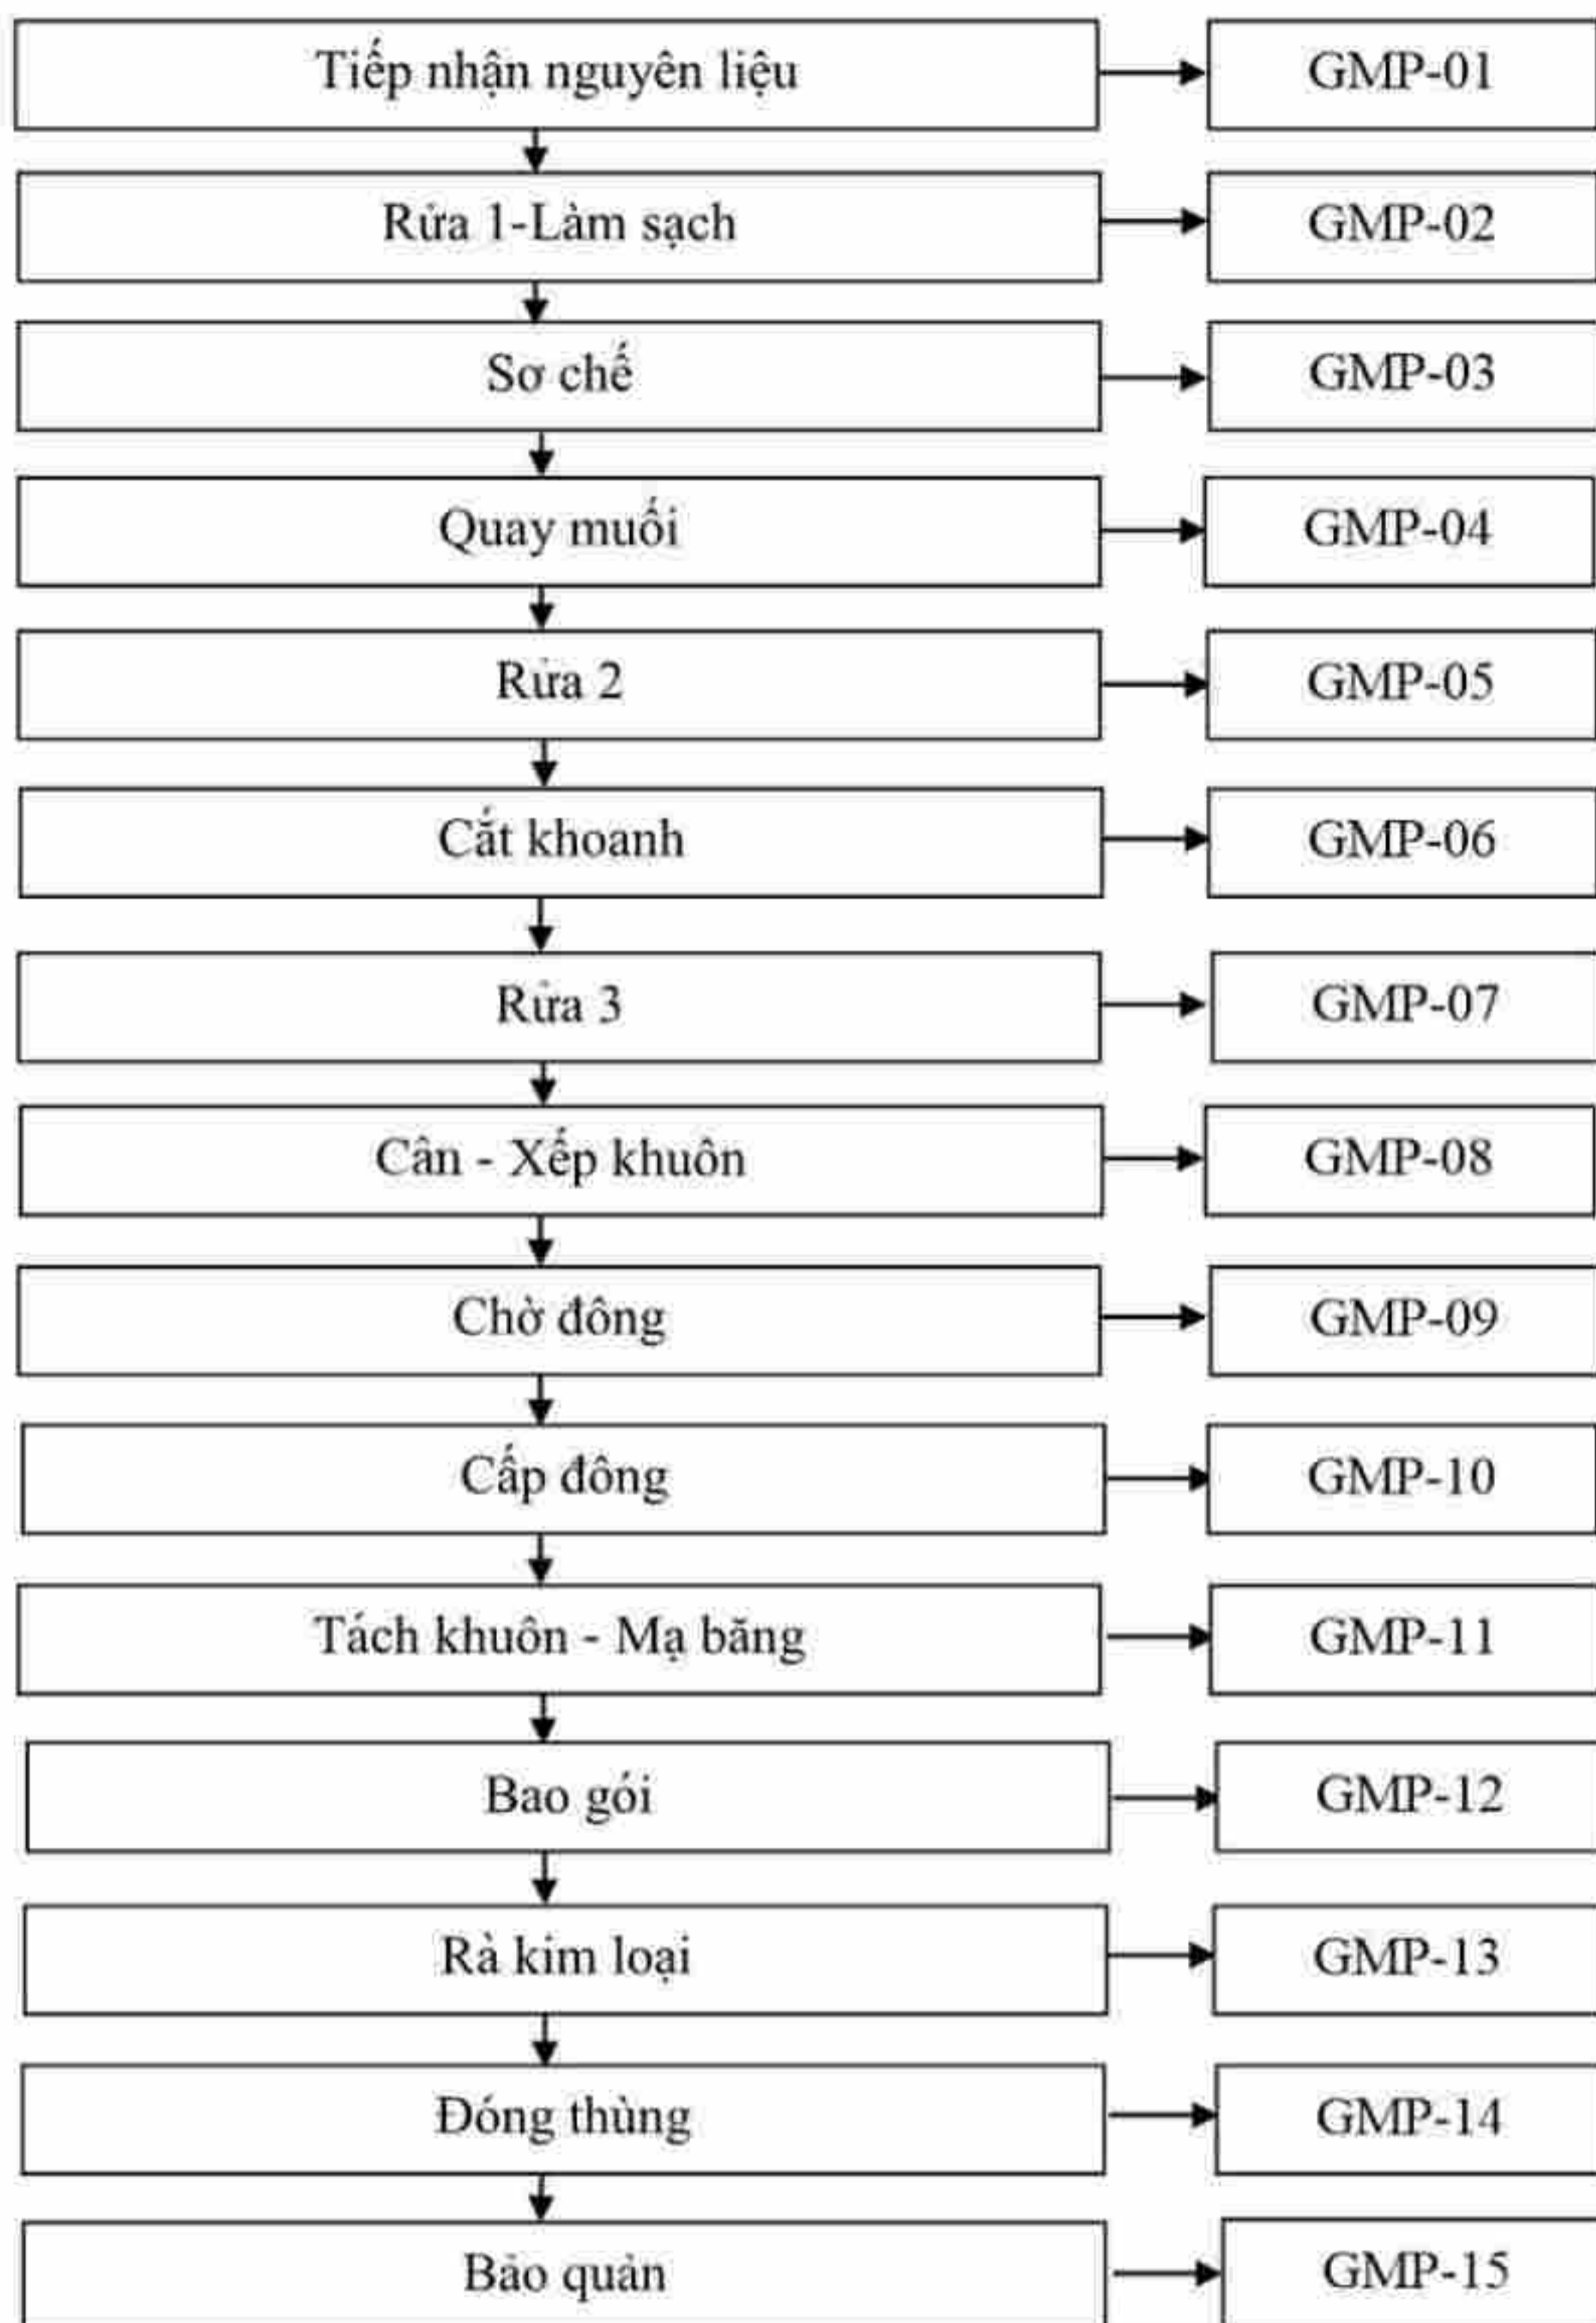 Tiếp nhận nguyên liệu GMP-01
Rửa 1-Làm sạch GMP-02
Sơ chế GMP-03
Quay muối GMP-04
Rửa 2 GMP-05
Cắt khoanh GMP-06
Rửa 3 GMP-07
Cân - Xếp khuôn GMP-08
Chờ đông GMP-09
Cấp đông GMP-10
Tách khuôn - Mạ băng GMP-11
Bao gói GMP-12
Rà kim loại GMP-13
Đóng thùng GMP-14
Bảo quản GMP-15